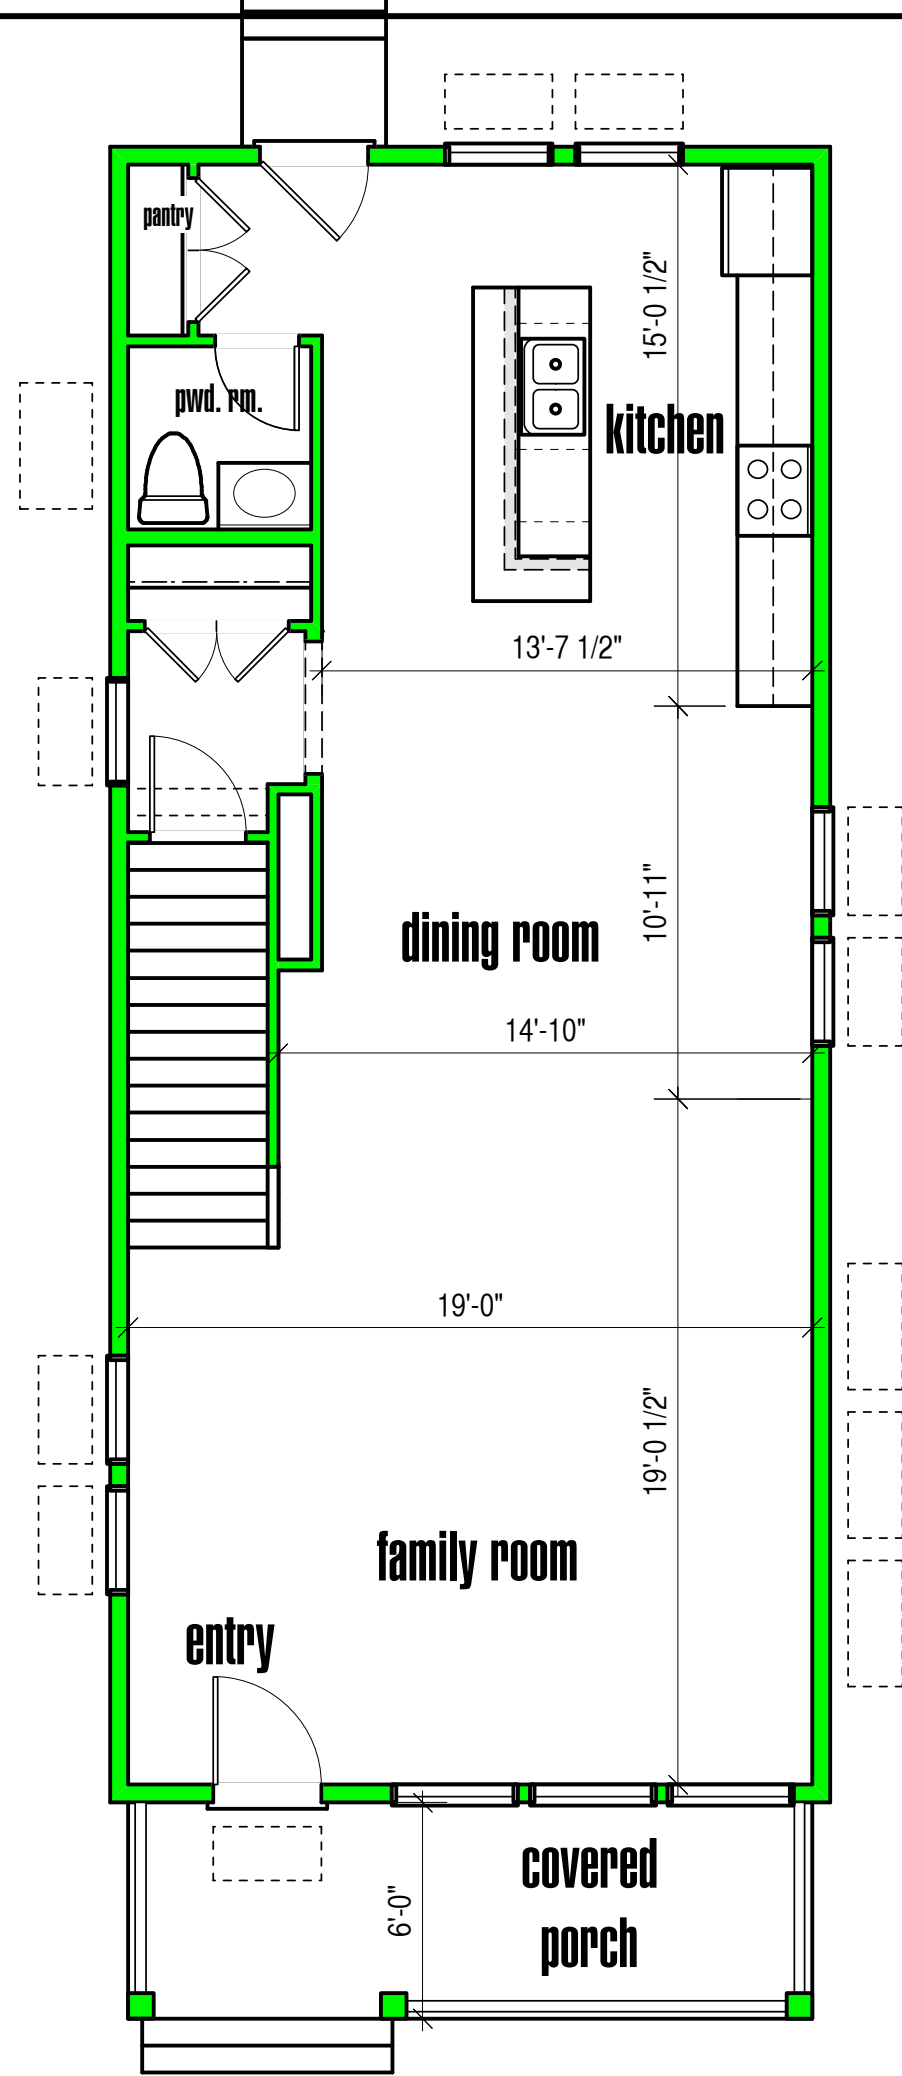 pantry
15'-0 1/2"
pwd. rm.
kitchen
13'-7 1/2"
10'-11"
dining room
14'-10"
19'-0"
19'-0 1/2"
family room
entry
covered
porch
6'-0"